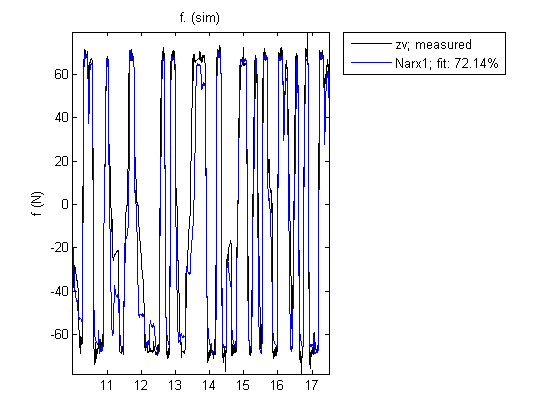 f. (sim)
zv; measured
Narx1; fit: 72.14%
f (N)
60
40
20
0
-20
-40
-60
11 12 13 14 15 16 17